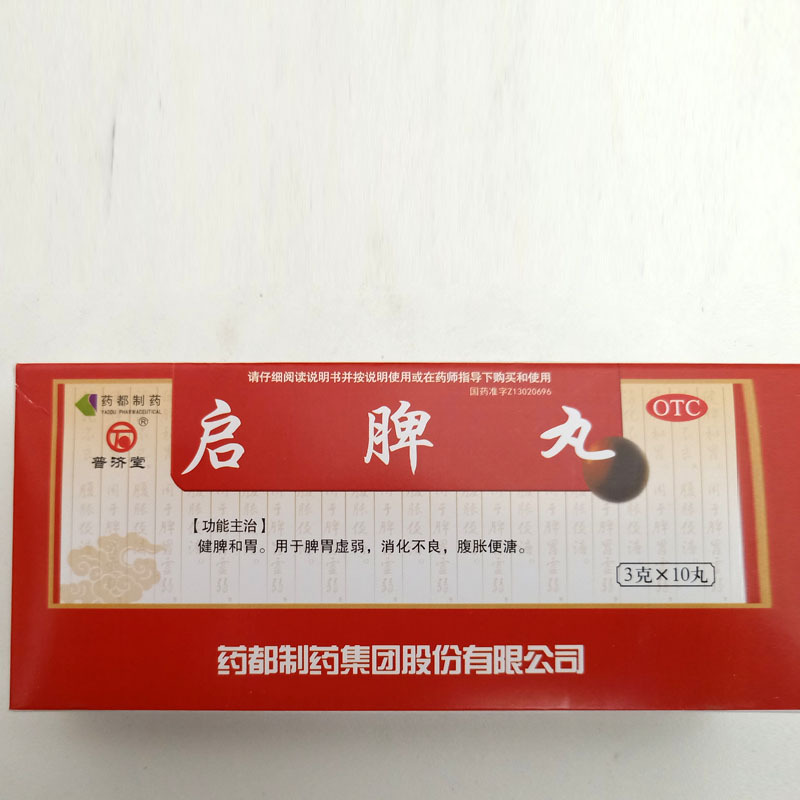 请仔细阅读说明书并按说明使用或在药师指导下购买和使用
国药准字Z13020696
药都制药
YAODU PHARMACEUTICAL
®
普济堂
启脾丸
OTC
【功能主治】
健脾和胃。用于脾胃虚弱，消化不良，腹胀便溏。
3克×10丸
药都制药集团股份有限公司